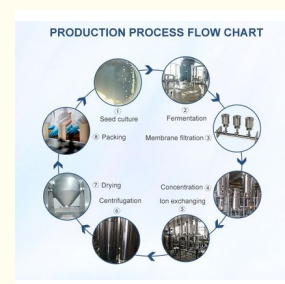 PRODUCTION PROCESS FLOW CHART
①
Seed culture
②
Fermentation
Membrane filtration ③
Concentration ④
Ion exchanging
⑤
Centrifugation
⑥
⑦ Drying
⑧ Packing